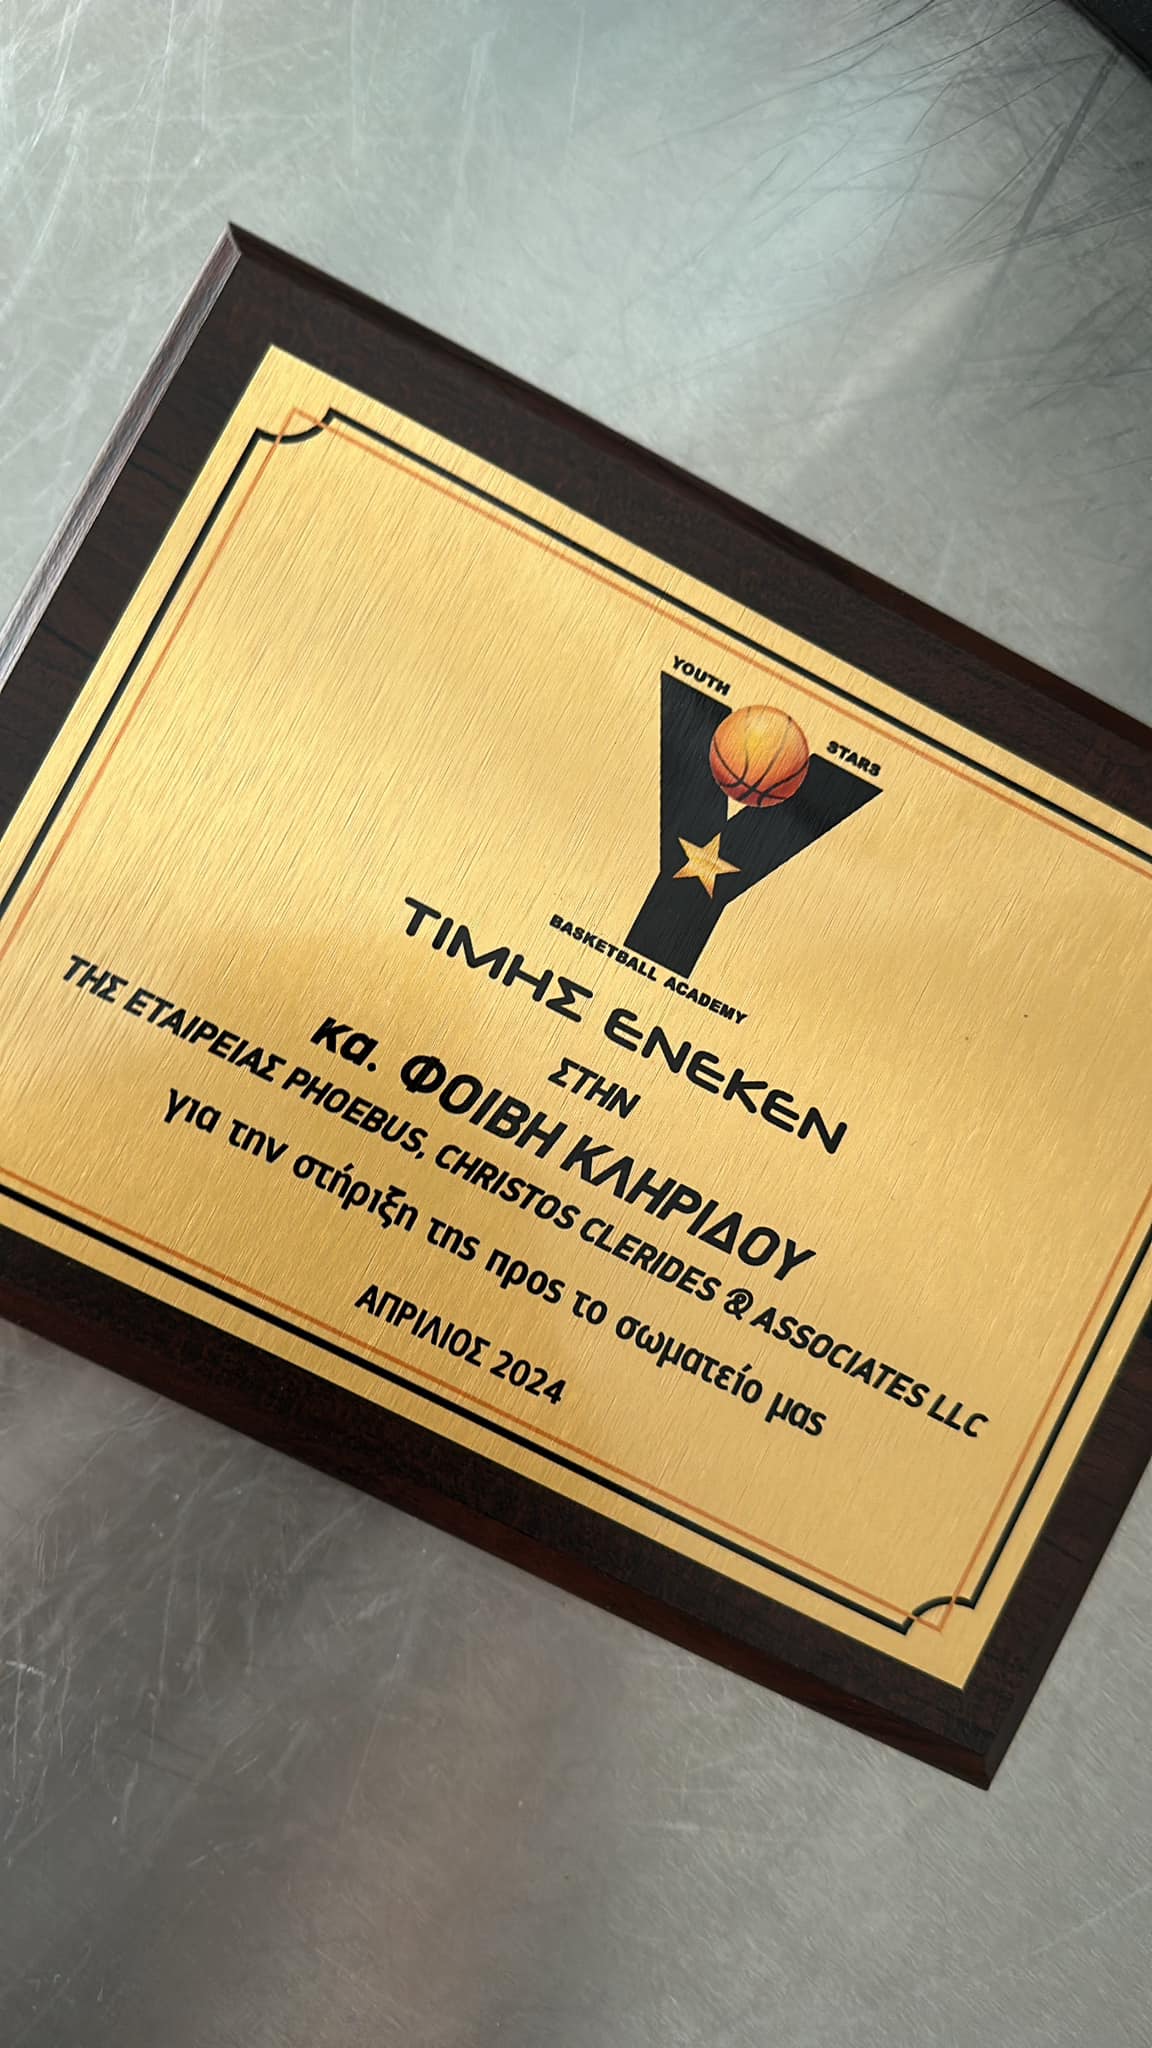 YOUTH
STARS
BASKETBALL ACADEMY
ΤΙΜΗΣ ΕΝΕΚΕΝ
ΣΤΗΝ
κα. ΦΟΙΒΗ ΚΛΗΡΙΔΟΥ
ΤΗΣ ΕΤΑΙΡΕΙΑΣ PHOEBUS, CHRISTOS CLERIDES & ASSOCIATES LLC
για την στήριξη της προς το σωματείο μας
ΑΠΡΙΛΙΟΣ 2024